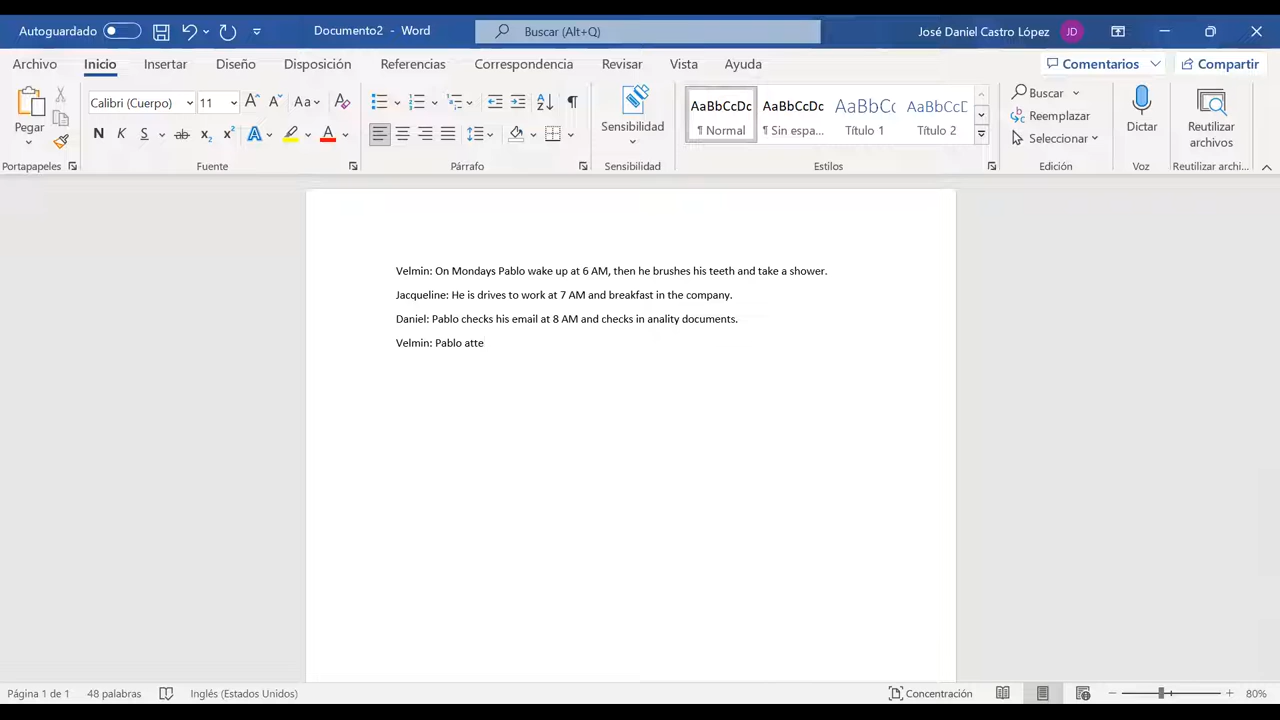 Autoguardado Documento2 - Word Buscar (Alt+Q) José Daniel Castro López JD
Archivo Inicio Insertar Diseño Disposición Referencias Correspondencia Revisar Vista Ayuda Comentarios Compartir
Calibri (Cuerpo) 11 Aa AaBbCcDc AaBbCcDc AaBbCc AaBbCcD Buscar
Pegar N K S ab x₂ x² A A Sensibilidad ¶ Normal ¶ Sin espa... Título 1 Título 2 Reemplazar Seleccionar Dictar Reutilizar archivos
Portapapeles Fuente Párrafo Sensibilidad Estilos Edición Voz Reutilizar archi...
Velmin: On Mondays Pablo wake up at 6 AM, then he brushes his teeth and take a shower.
Jacqueline: He is drives to work at 7 AM and breakfast in the company.
Daniel: Pablo checks his email at 8 AM and checks in anality documents.
Velmin: Pablo atte
Página 1 de 1 48 palabras Inglés (Estados Unidos) Concentración 80%